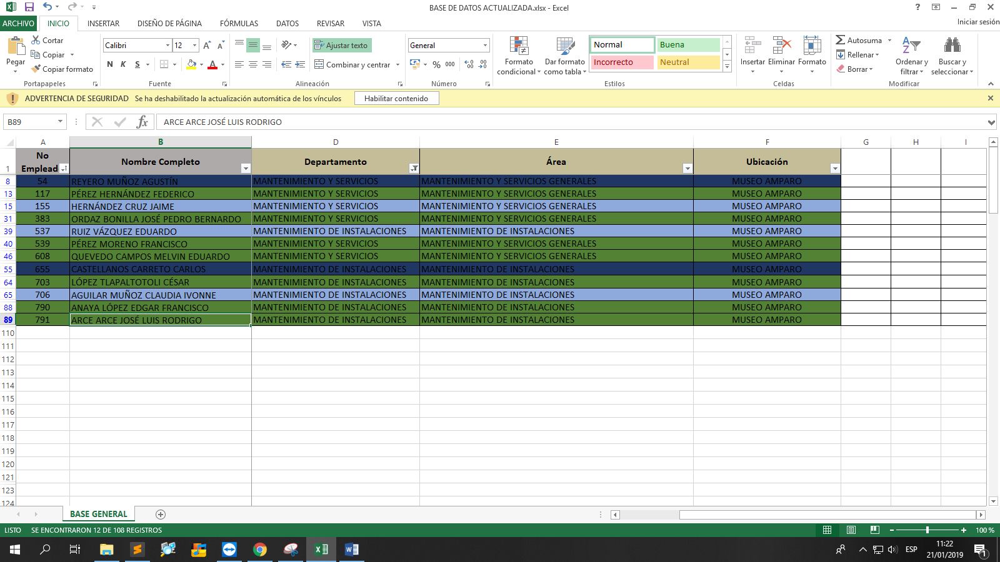 BASE DE DATOS ACTUALIZADA.xlsx - Excel
?
ARCHIVO INICIO INSERTAR DISEÑO DE PÁGINA FÓRMULAS DATOS REVISAR VISTA Iniciar sesión
Pegar
Cortar
Copiar
Copiar formato
Portapapeles
Calibri 12
N K S
Fuente
Ajustar texto
Combinar y centrar
Alineación
General
% 000
Número
Formato condicional
Dar formato como tabla
Normal Buena
Incorrecto Neutral
Estilos
Insertar Eliminar Formato
Celdas
Autosuma
Rellenar
Borrar
Ordenar y filtrar
Buscar y seleccionar
Modificar
ADVERTENCIA DE SEGURIDAD Se ha deshabilitado la actualización automática de los vínculos Habilitar contenido
B89 fx ARCE ARCE JOSÉ LUIS RODRIGO
A B D E F G H I
1 No Emplead Nombre Completo Departamento Área Ubicación
8 54 REYERO MUÑOZ AGUSTÍN MANTENIMIENTO Y SERVICIOS MANTENIMIENTO Y SERVICIOS GENERALES MUSEO AMPARO
13 117 PÉREZ HERNÁNDEZ FEDERICO MANTENIMIENTO Y SERVICIOS MANTENIMIENTO Y SERVICIOS GENERALES MUSEO AMPARO
15 155 HERNÁNDEZ CRUZ JAIME MANTENIMIENTO Y SERVICIOS MANTENIMIENTO Y SERVICIOS GENERALES MUSEO AMPARO
31 383 ORDAZ BONILLA JOSÉ PEDRO BERNARDO MANTENIMIENTO Y SERVICIOS MANTENIMIENTO Y SERVICIOS GENERALES MUSEO AMPARO
39 537 RUIZ VÁZQUEZ EDUARDO MANTENIMIENTO DE INSTALACIONES MANTENIMIENTO DE INSTALACIONES MUSEO AMPARO
40 539 PÉREZ MORENO FRANCISCO MANTENIMIENTO Y SERVICIOS MANTENIMIENTO Y SERVICIOS GENERALES MUSEO AMPARO
46 608 QUEVEDO CAMPOS MELVIN EDUARDO MANTENIMIENTO Y SERVICIOS MANTENIMIENTO Y SERVICIOS GENERALES MUSEO AMPARO
55 655 CASTELLANOS CARRETO CARLOS MANTENIMIENTO DE INSTALACIONES MANTENIMIENTO DE INSTALACIONES MUSEO AMPARO
64 703 LÓPEZ TLAPALTOTOLI CÉSAR MANTENIMIENTO DE INSTALACIONES MANTENIMIENTO DE INSTALACIONES MUSEO AMPARO
65 706 AGUILAR MUÑOZ CLAUDIA IVONNE MANTENIMIENTO DE INSTALACIONES MANTENIMIENTO DE INSTALACIONES MUSEO AMPARO
88 790 ANAYA LÓPEZ EDGAR FRANCISCO MANTENIMIENTO DE INSTALACIONES MANTENIMIENTO DE INSTALACIONES MUSEO AMPARO
89 791 ARCE ARCE JOSÉ LUIS RODRIGO MANTENIMIENTO DE INSTALACIONES MANTENIMIENTO DE INSTALACIONES MUSEO AMPARO
110
111
112
113
114
115
116
117
118
119
120
121
123
124
BASE GENERAL
LISTO SE ENCONTRARON 12 DE 108 REGISTROS 100 %
ESP 11:22
21/01/2019
1